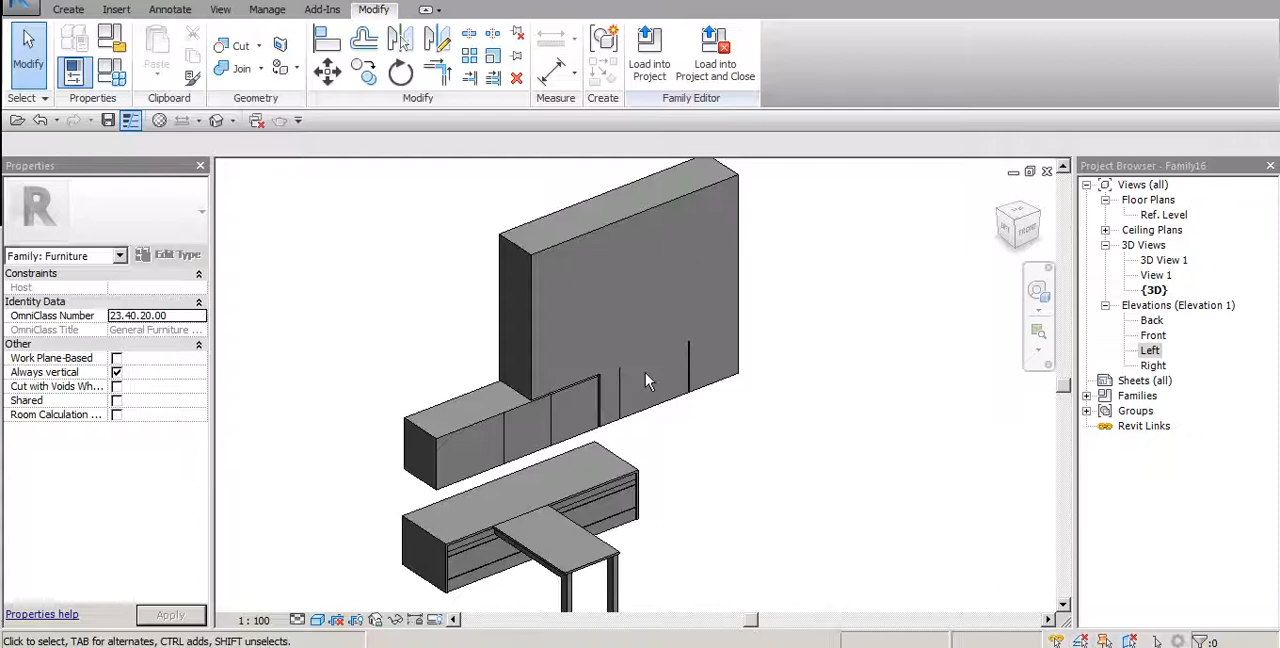 Create Insert Annotate View Manage Add-Ins Modify
Modify
Paste
Cut
Join
Load into
Project
Load into
Project and Close
Select Properties Clipboard Geometry Modify Measure Create Family Editor
Properties
R
Family: Furniture
Edit Type
Constraints
Host
Identity Data
OmniClass Number 23.40.20.00
OmniClass Title General Furniture ...
Other
Work Plane-Based
Always vertical
Cut with Voids Wh...
Shared
Room Calculation ...
Properties help
Apply
FRONT
Project Browser - Family16
Views (all)
Floor Plans
Ref. Level
Ceiling Plans
3D Views
3D View 1
View 1
{3D}
Elevations (Elevation 1)
Back
Front
Left
Right
Sheets (all)
Families
Groups
Revit Links
1 : 100
Click to select, TAB for alternates, CTRL adds, SHIFT unselects.
:0